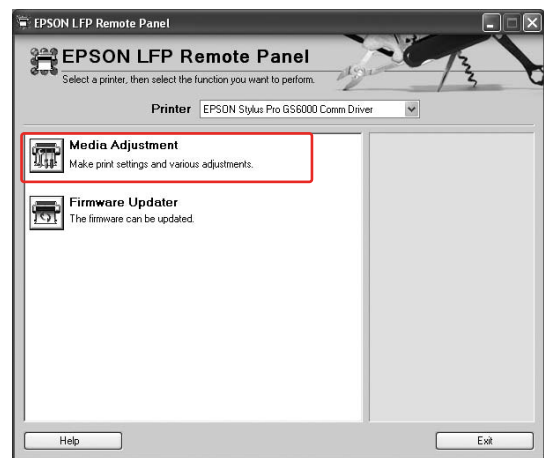 EPSON LFP Remote Panel
EPSON LFP Remote Panel
Select a printer, then select the function you want to perform.
Printer EPSON Stylus Pro GS6000 Comm Driver
Media Adjustment
Make print settings and various adjustments.
Firmware Updater
The firmware can be updated.
Help Exit